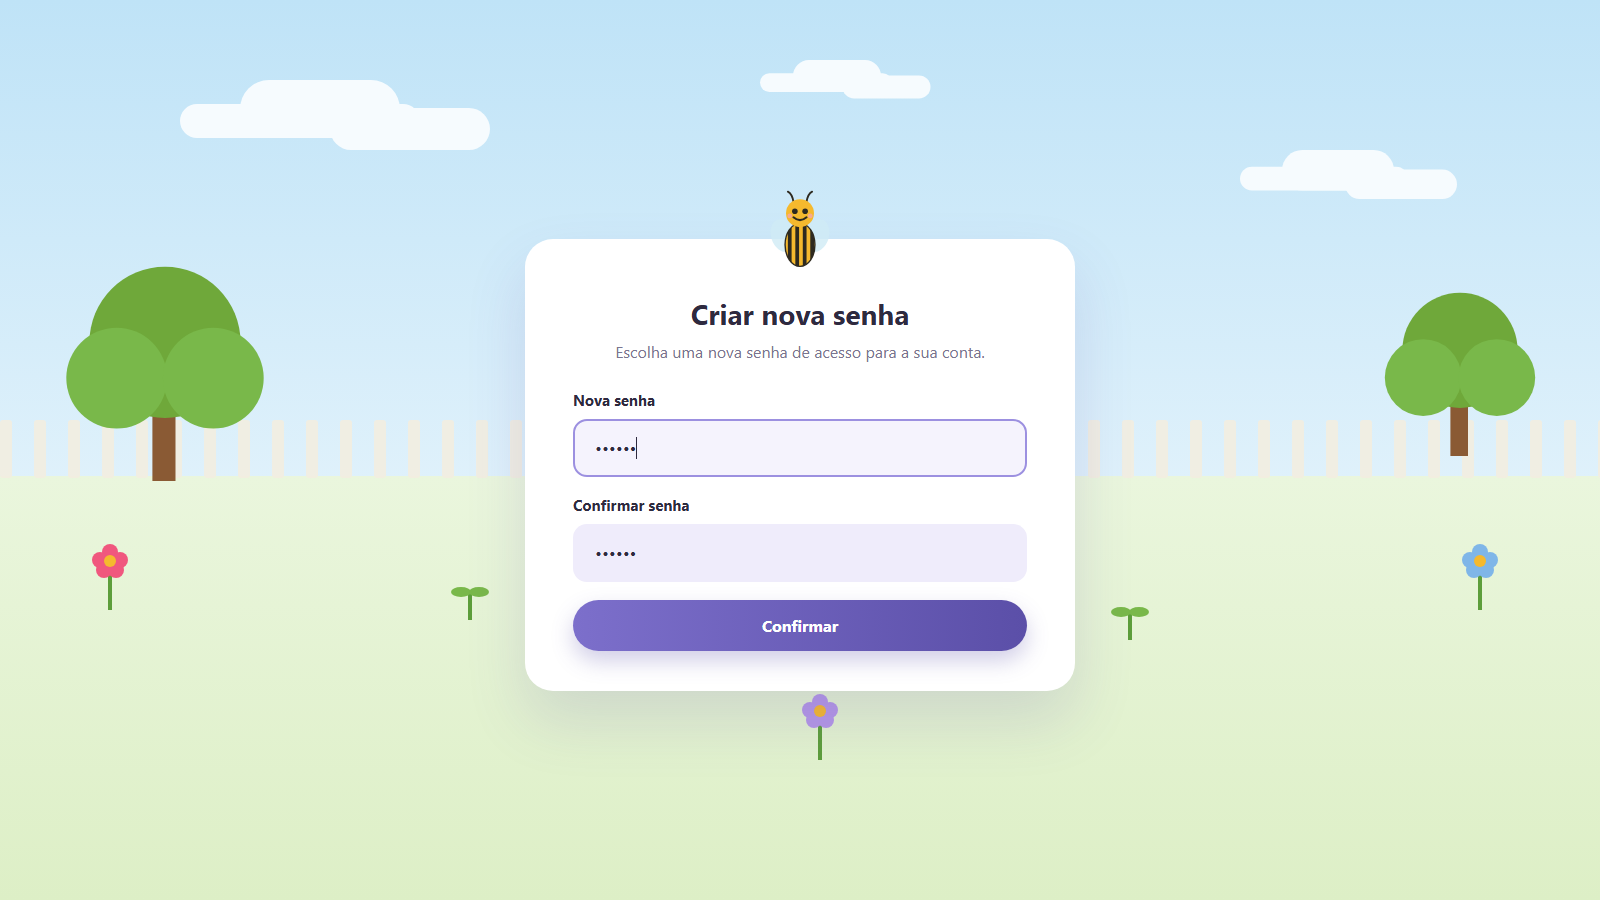 Criar nova senha
Escolha uma nova senha de acesso para a sua conta.
Nova senha
••••••
Confirmar senha
••••••
Confirmar